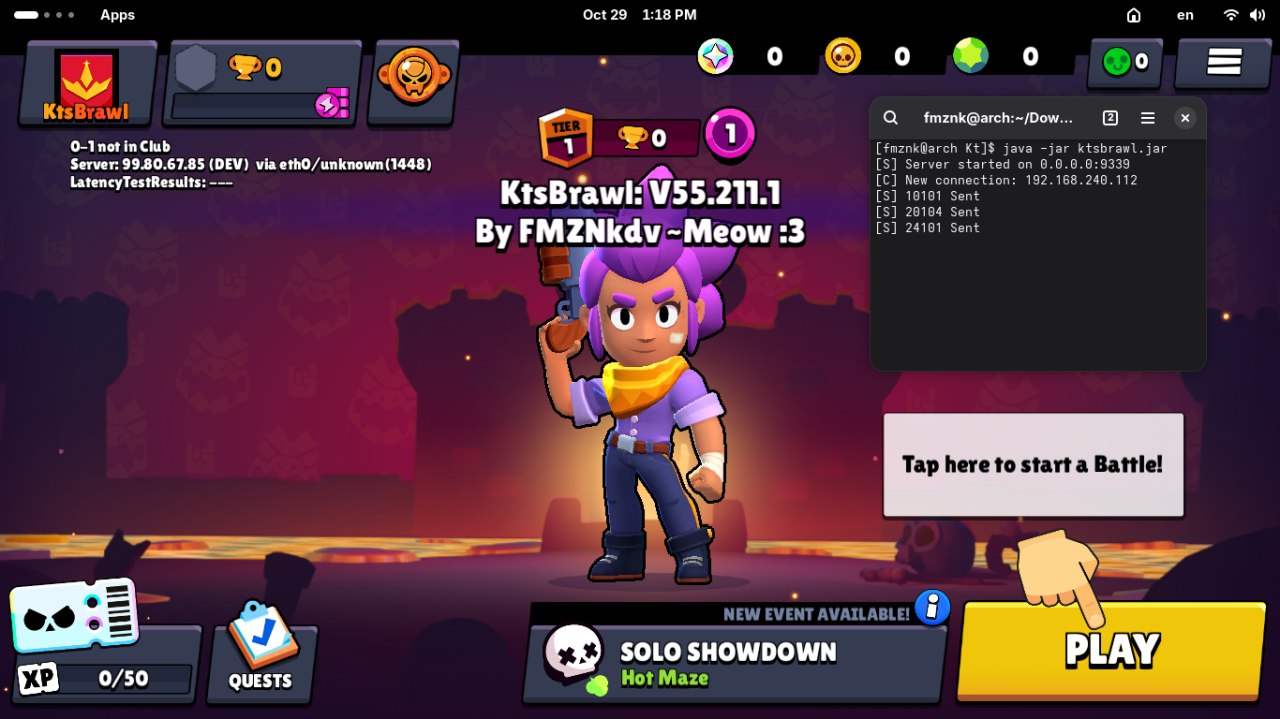 Apps
Oct 29 1:18 PM
en
KtsBrawl
0
0
0
0
0
0-1 not in Club
Server: 99.80.67.85 (DEV) via eth0/unknown(1448)
LatencyTestResults: ---
TIER
1
0
1
KtsBrawl: V55.211.1
By FMZNkdv ~Meow :3
fmznk@arch:~/Dow...
2
[fmznk@arch Kt]$ java -jar ktsbrawl.jar
[S] Server started on 0.0.0.0:9339
[C] New connection: 192.168.240.112
[S] 10101 Sent
[S] 20104 Sent
[S] 24101 Sent
Tap here to start a Battle!
XP
0/50
QUESTS
NEW EVENT AVAILABLE!
i
SOLO SHOWDOWN
Hot Maze
PLAY